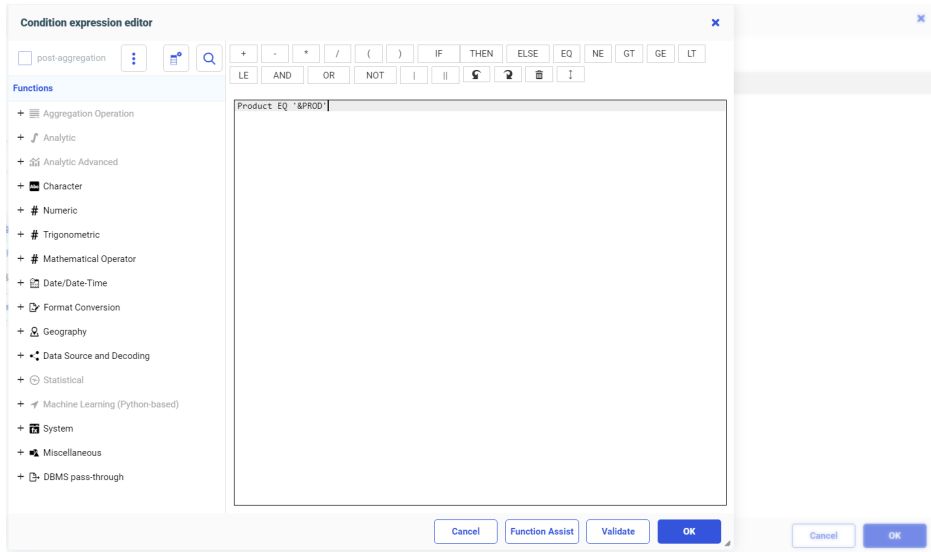 Condition expression editor
post-aggregation
+ - * / ( ) IF THEN ELSE EQ NE GT GE LT
LE AND OR NOT | ||
Functions
+ Aggregation Operation
+ Analytic
+ Analytic Advanced
+ Abc Character
+ # Numeric
+ # Trigonometric
+ # Mathematical Operator
+ Date/Date-Time
+ Format Conversion
+ Geography
+ Data Source and Decoding
+ Statistical
+ Machine Learning (Python-based)
+ System
+ Miscellaneous
+ DBMS pass-through
Product EQ '&PROD'
Cancel Function Assist Validate OK
Cancel OK